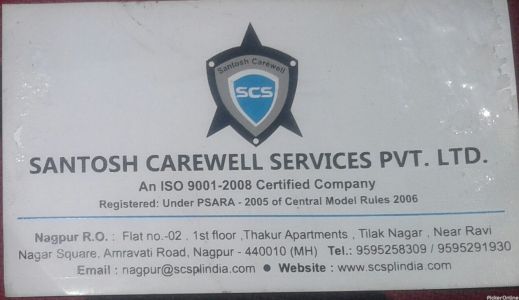 Santosh Carewell
SCS
SANTOSH CAREWELL SERVICES PVT. LTD.
An ISO 9001-2008 Certified Company
Registered: Under PSARA - 2005 of Central Model Rules 2006
Nagpur R.O. : Flat no.-02 , 1st floor ,Thakur Apartments , Tilak Nagar , Near Ravi
Nagar Square, Amravati Road, Nagpur - 440010 (MH) Tel.: 9595258309 / 9595291930
Email : nagpur@scsplindia.com ● Website : www.scsplindia.com
PickerOnline